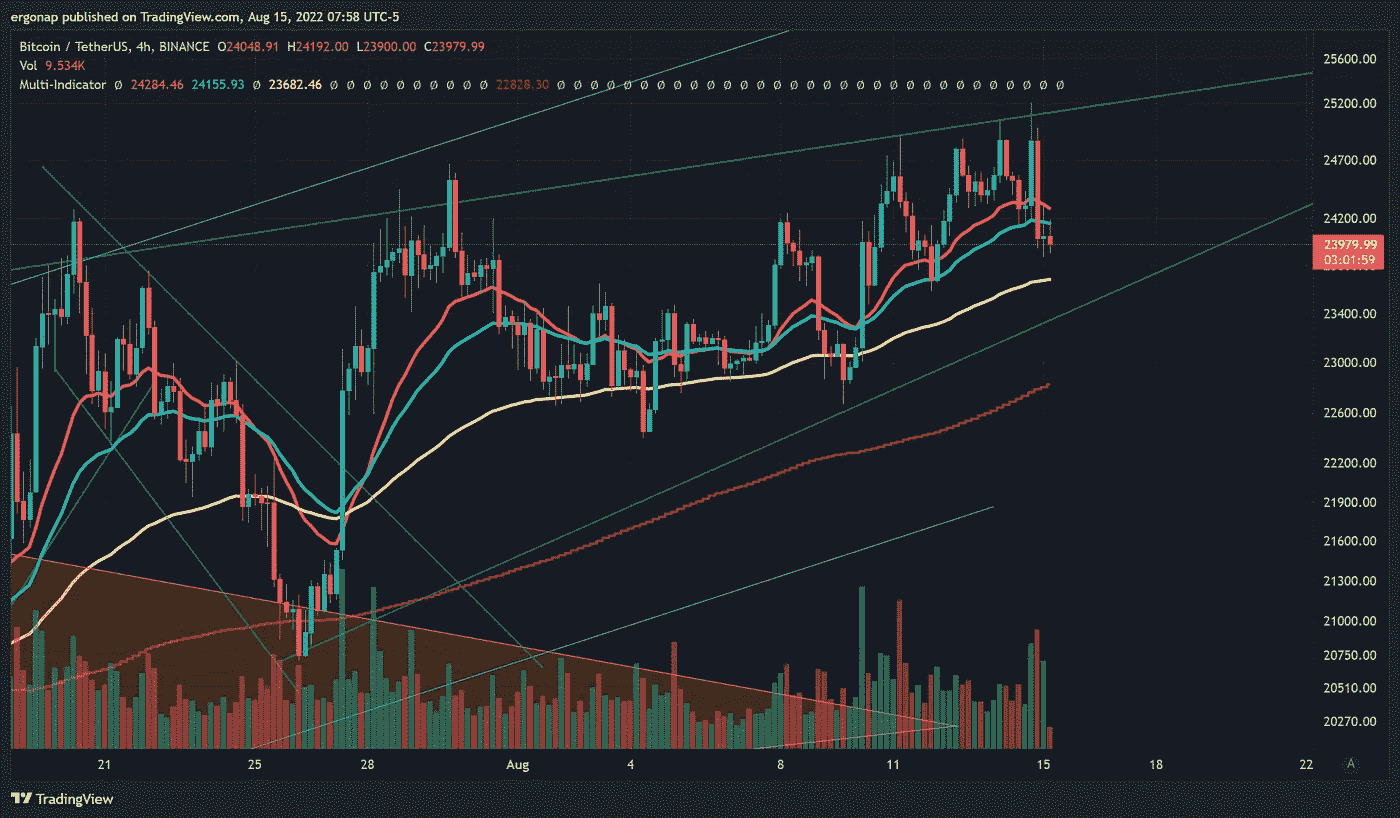 ergonap published on TradingView.com, Aug 15, 2022 07:58 UTC-5
Bitcoin / TetherUS, 4h, BINANCE O24048.91 H24192.00 L23900.00 C23979.99
Vol 9.534K
Multi-Indicator Ø 24284.46 24155.93 Ø 23682.46 Ø Ø Ø Ø Ø Ø Ø Ø Ø Ø Ø Ø 22828.30 Ø Ø Ø Ø Ø Ø Ø Ø Ø Ø Ø Ø Ø Ø Ø Ø Ø Ø Ø Ø Ø Ø Ø Ø Ø Ø Ø Ø Ø Ø
25600.00
25200.00
24700.00
24200.00
23979.99
03:01:59
23400.00
23000.00
22600.00
22200.00
21900.00
21600.00
21300.00
21000.00
20750.00
20510.00
20270.00
21 25 28 Aug 4 8 11 15 18 22 A
TradingView